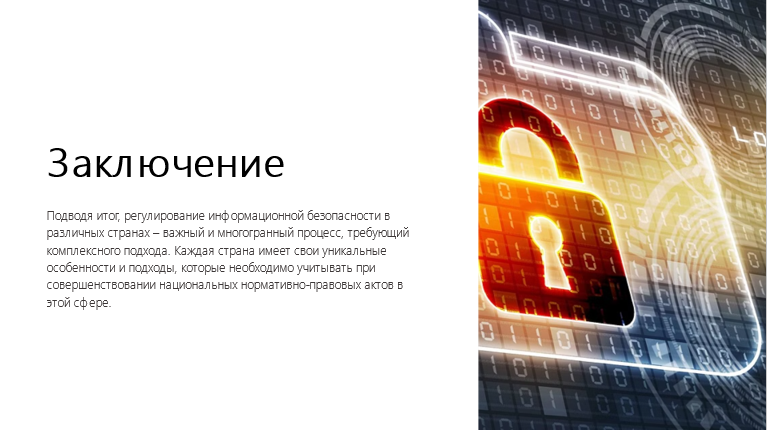 Заключение
Подводя итог, регулирование информационной безопасности в
различных странах – важный и многогранный процесс, требующий
комплексного подхода. Каждая страна имеет свои уникальные
особенности и подходы, которые необходимо учитывать при
совершенствовании национальных нормативно-правовых актов в
этой сфере.